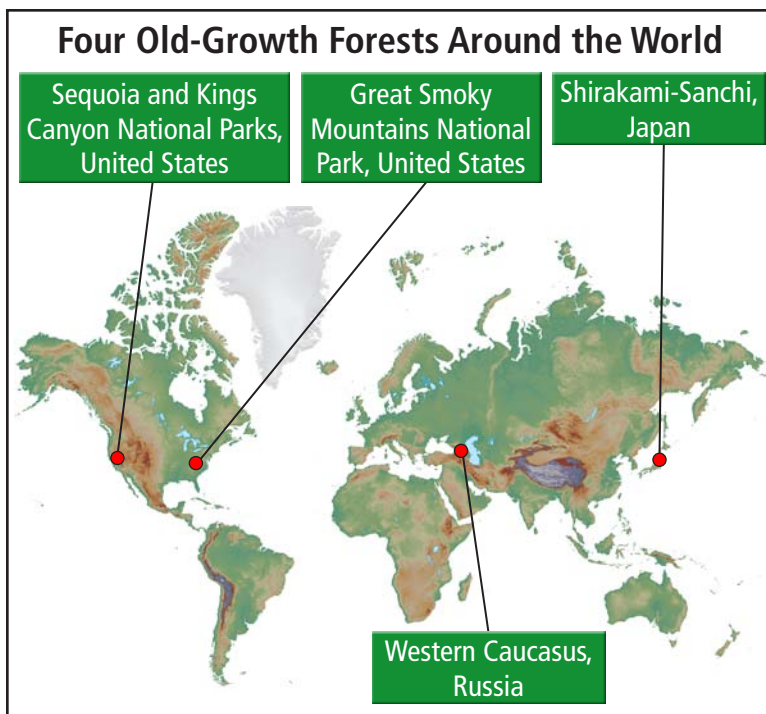 Four Old-Growth Forests Around the World
Sequoia and Kings
Canyon National Parks,
United States
Great Smoky
Mountains National
Park, United States
Shirakami-Sanchi,
Japan
Western Caucasus,
Russia